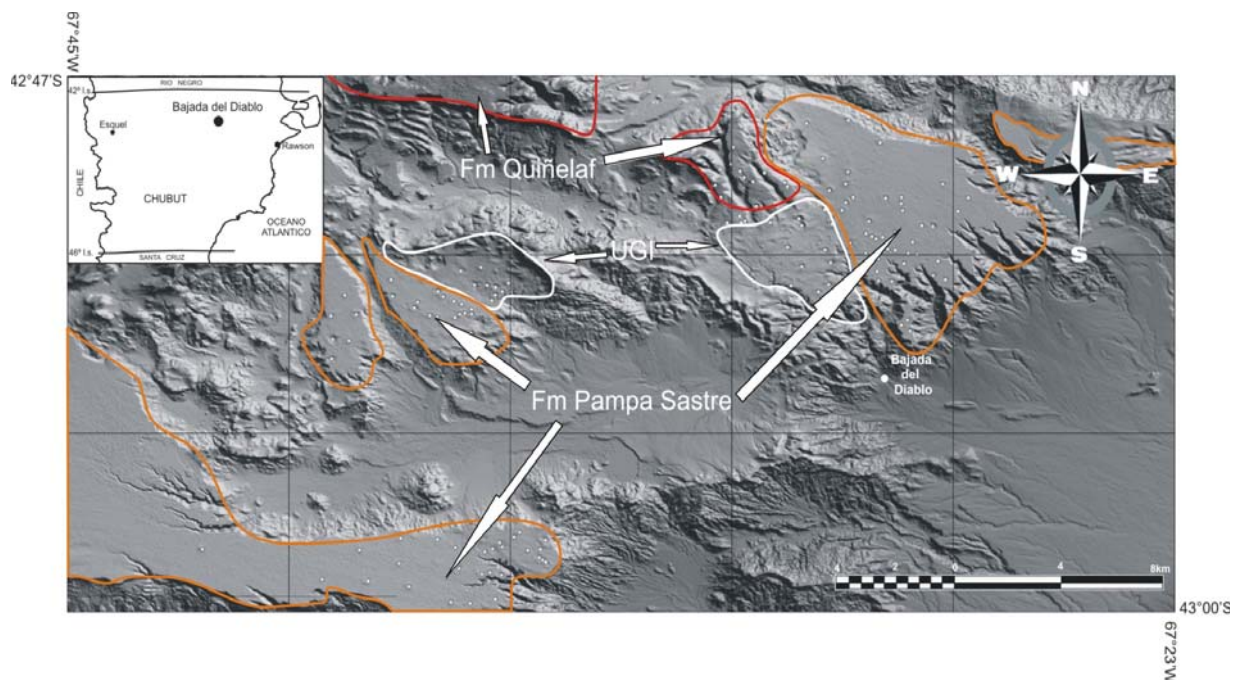 67°45'W
42°47'S
RIO NEGRO
42° l.s.
Bajada del Diablo
Esquel
Rawson
CHILE
CHUBUT
OCEANO
ATLANTICO
46° l.s.
SANTA CRUZ
Fm Quiñelaf
N
W
E
S
UGI
Bajada
del
Diablo
Fm Pampa Sastre
4 2 0 4 8km
43°00'S
67°23'W